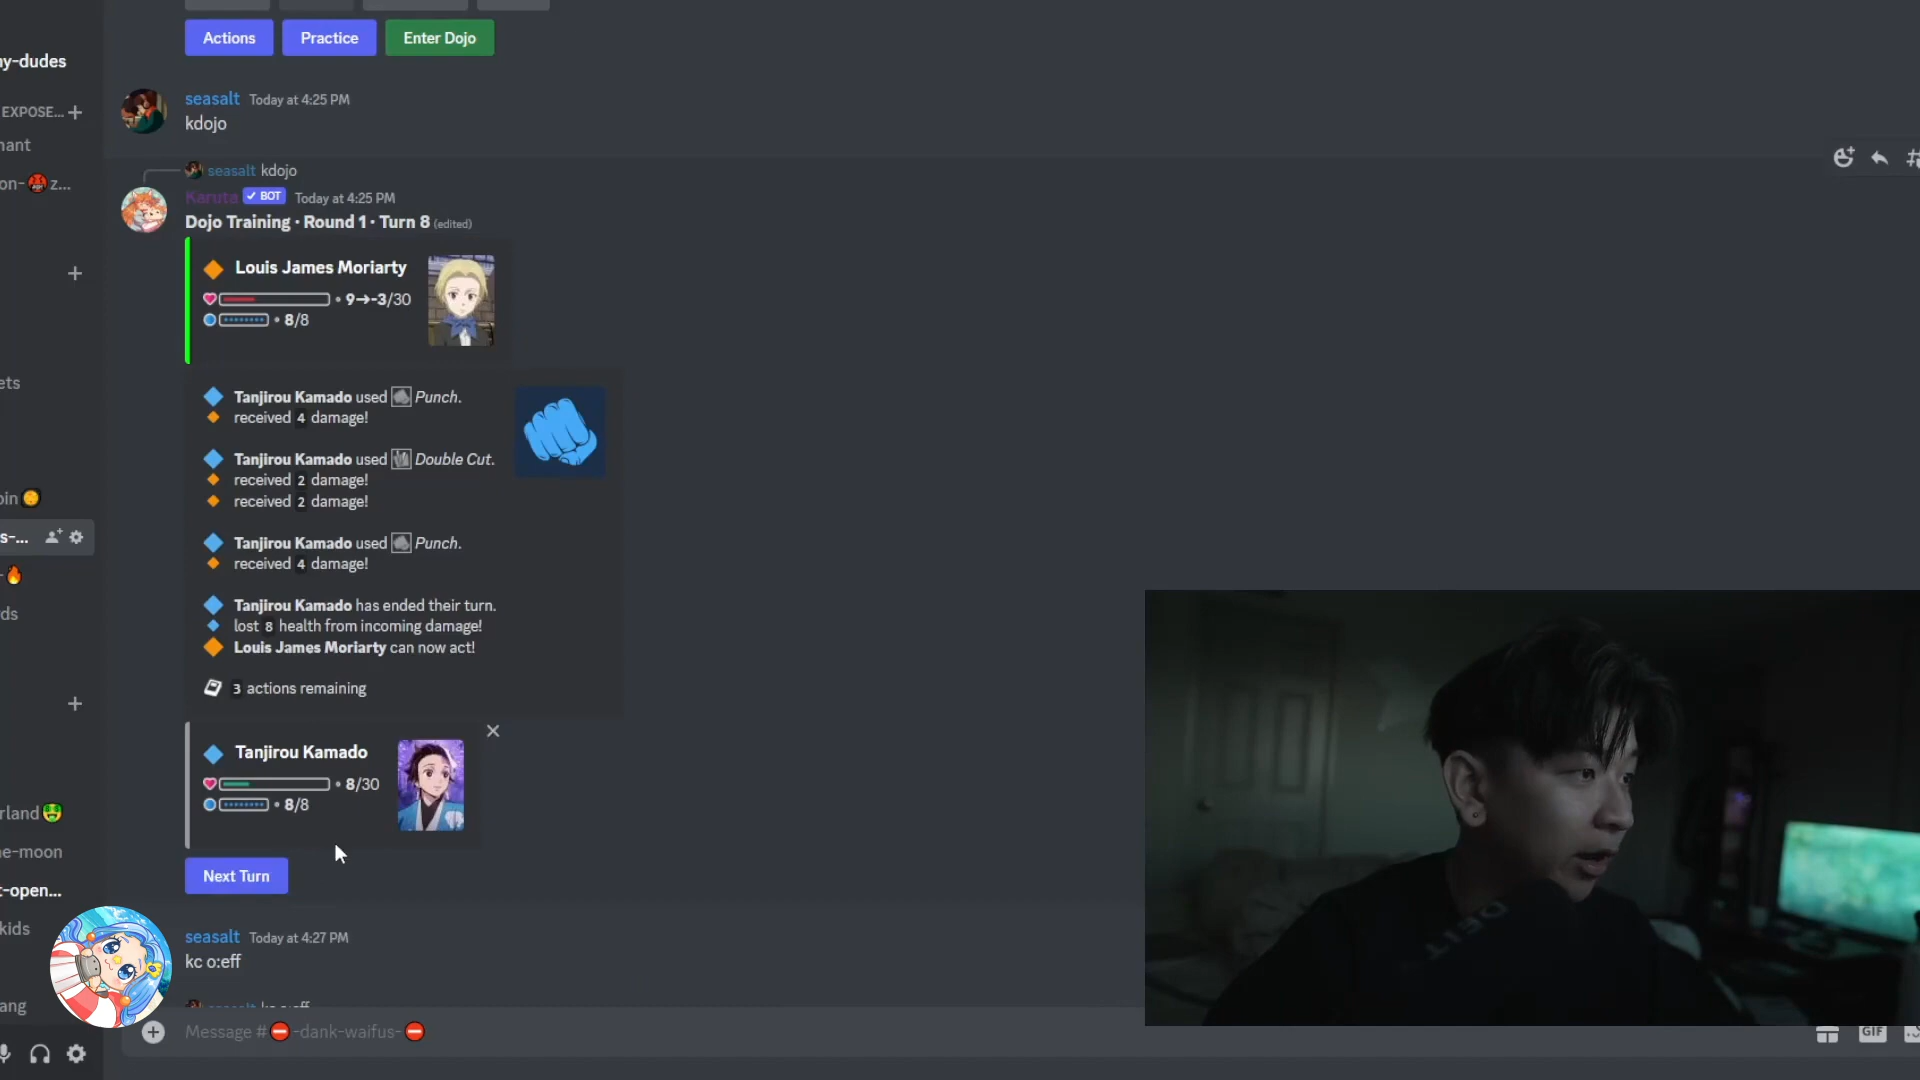 Actions Practice Enter Dojo
y-dudes
EXPOSE...
seasalt Today at 4:25 PM
kdojo
nant
on- z...
seasalt kdojo
Karuta BOT Today at 4:25 PM
Dojo Training • Round 1 • Turn 8 (edited)
Louis James Moriarty
• 9→-3/30
• 8/8
ets
Tanjirou Kamado used Punch.
received 4 damage!
Tanjirou Kamado used Double Cut.
received 2 damage!
received 2 damage!
oin
s-...
Tanjirou Kamado used Punch.
received 4 damage!
rds
Tanjirou Kamado has ended their turn.
lost 8 health from incoming damage!
Louis James Moriarty can now act!
3 actions remaining
Tanjirou Kamado
• 8/30
• 8/8
rland
e-moon
Next Turn
t-open...
kids
seasalt Today at 4:27 PM
kc o:eff
ang
Message # -dank-waifus-
GIF